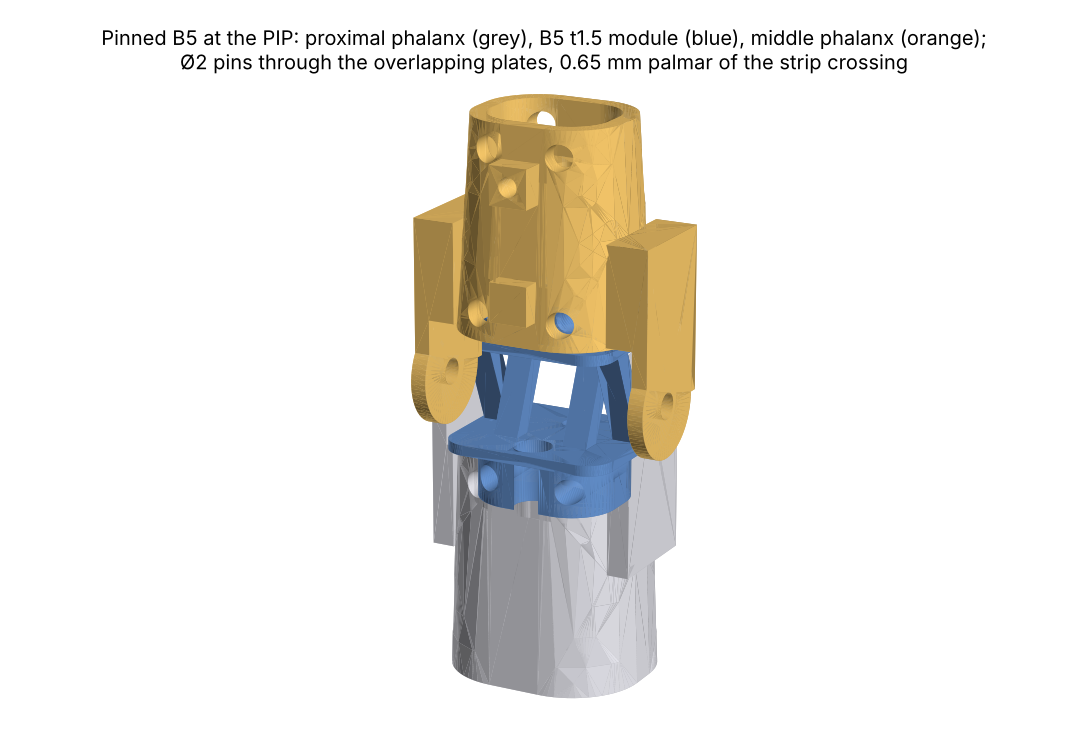 Pinned B5 at the PIP: proximal phalanx (grey), B5 t1.5 module (blue), middle phalanx (orange);
Ø2 pins through the overlapping plates, 0.65 mm palmar of the strip crossing